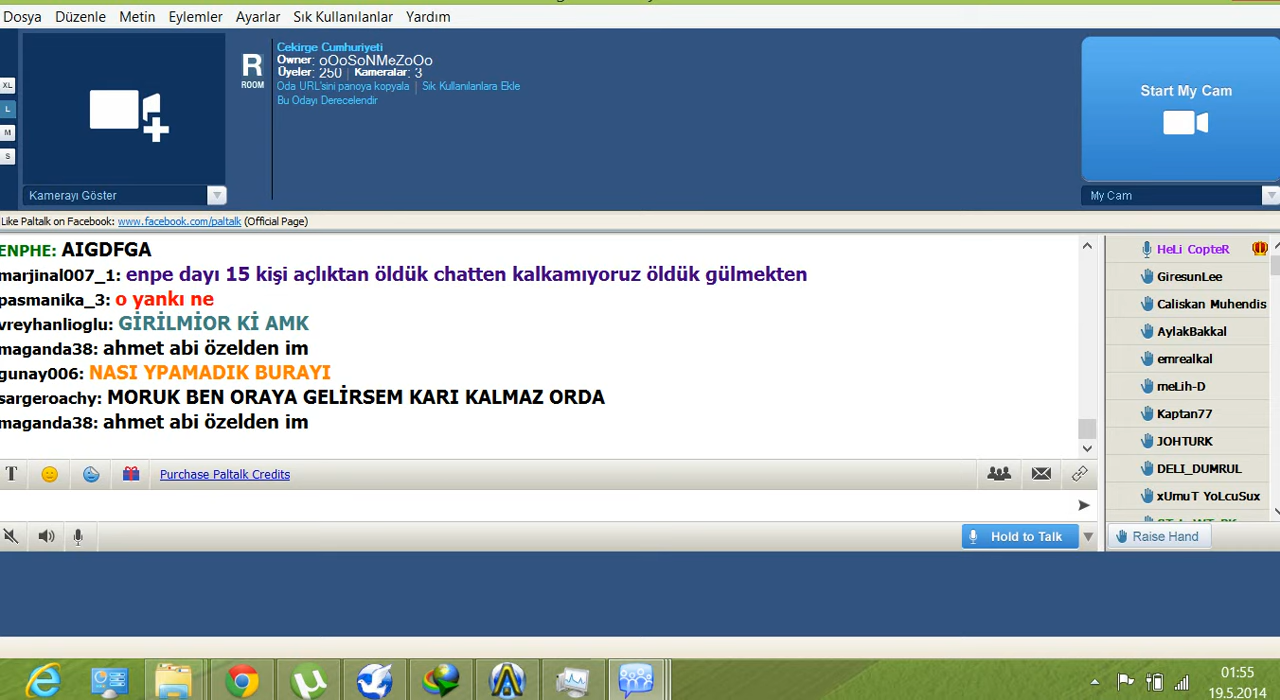 Dosya Düzenle Metin Eylemler Ayarlar Sık Kullanılanlar Yardım
XL
L
M
S
Kamerayı Göster
R
ROOM
Cekirge Cumhuriyeti
Owner: oOoSoNMeZoOo
Üyeler: 250 | Kameralar: 3
Oda URL'sini panoya kopyala | Sık Kullanılanlara Ekle
Bu Odayı Derecelendir
Start My Cam
My Cam
Like Paltalk on Facebook: www.facebook.com/paltalk (Official Page)
ENPHE: AIGDFGA
marjinal007_1: enpe dayı 15 kişi açlıktan öldük chatten kalkamıyoruz öldük gülmekten
pasmanika_3: o yankı ne
vreyhanlioglu: GİRİLMİOR Kİ AMK
maganda38: ahmet abi özelden im
gunay006: NASI YPAMADIK BURAYI
sargeroachy: MORUK BEN ORAYA GELİRSEM KARI KALMAZ ORDA
maganda38: ahmet abi özelden im
HeLi CopteR
GiresunLee
Caliskan Muhendis
AylakBakkal
emrealkal
meLih-D
Kaptan77
JOHTURK
DELI_DUMRUL
xUmuT YoLcuSux
T Purchase Paltalk Credits
Hold to Talk
Raise Hand
01:55
19.5.2014